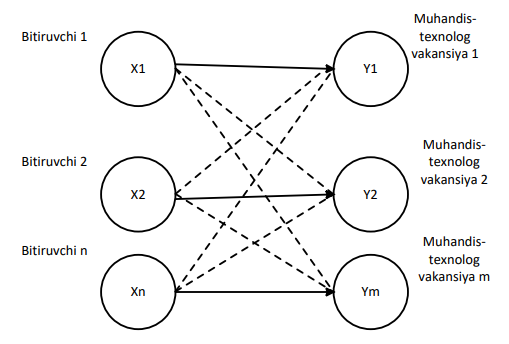 Bitiruvchi 1
X1
Y1
Muhandis-
texnolog
vakansiya 1
Bitiruvchi 2
X2
Y2
Muhandis-
texnolog
vakansiya 2
Bitiruvchi n
Xn
Ym
Muhandis-
texnolog
vakansiya m